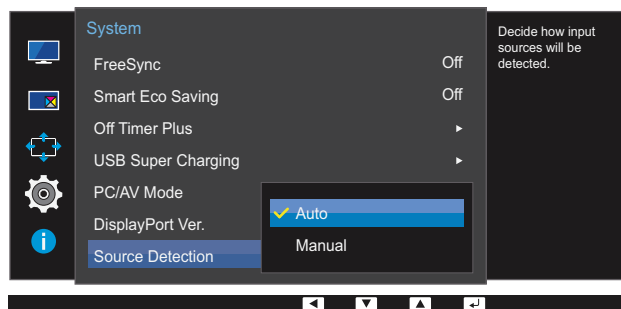 System
FreeSync Off
Smart Eco Saving Off
Off Timer Plus
USB Super Charging
PC/AV Mode
DisplayPort Ver.
Source Detection
Auto
Manual
Decide how input
sources will be
detected.